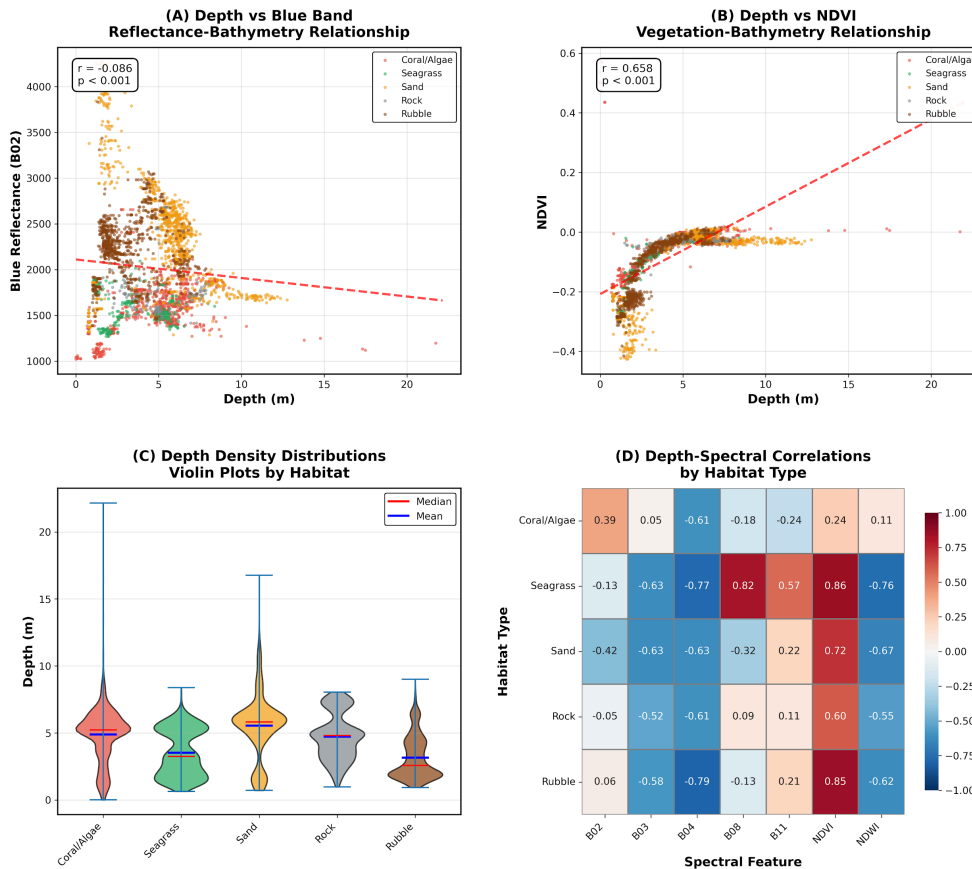 (A) Depth vs Blue Band
Reflectance-Bathymetry Relationship
r = -0.086
p < 0.001
Coral/Algae
Seagrass
Sand
Rock
Rubble
4000
3500
3000
2500
2000
1500
1000
Blue Reflectance (B02)
0 5 10 15 20
Depth (m)
(B) Depth vs NDVI
Vegetation-Bathymetry Relationship
r = 0.658
p < 0.001
Coral/Algae
Seagrass
Sand
Rock
Rubble
0.6
0.4
0.2
0.0
−0.2
−0.4
NDVI
0 5 10 15 20
Depth (m)
(C) Depth Density Distributions
Violin Plots by Habitat
Median
Mean
20
15
10
5
0
Depth (m)
Coral/Algae
Seagrass
Sand
Rock
Rubble
(D) Depth-Spectral Correlations
by Habitat Type
Habitat Type
Coral/Algae 0.39 0.05 -0.61 -0.18 -0.24 0.24 0.11
Seagrass -0.13 -0.63 -0.77 0.82 0.57 0.86 -0.76
Sand -0.42 -0.63 -0.63 -0.32 0.22 0.72 -0.67
Rock -0.05 -0.52 -0.61 0.09 0.11 0.60 -0.55
Rubble 0.06 -0.58 -0.79 -0.13 0.21 0.85 -0.62
B02 B03 B04 B08 B11 NDVI NDWI
Spectral Feature
1.00
0.75
0.50
0.25
0.00
−0.25
−0.50
−0.75
−1.00